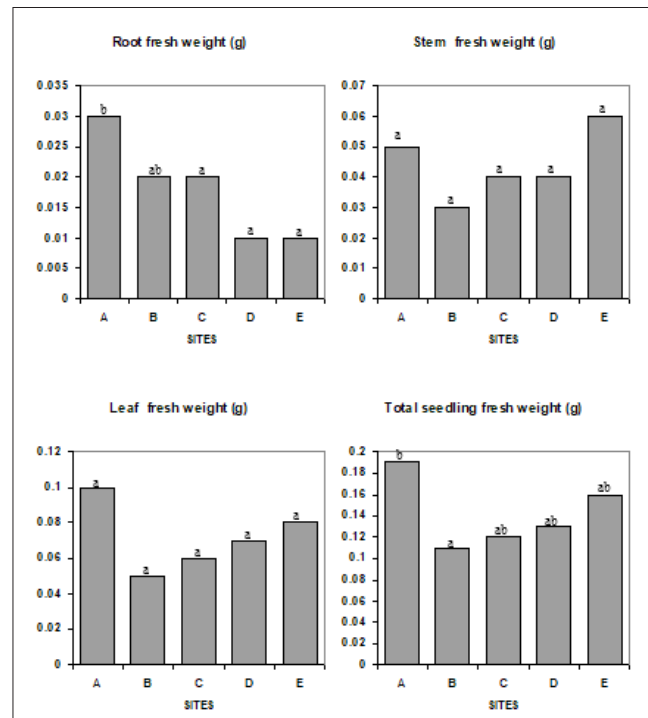 Root fresh weight (g)
0.035
0.03
0.025
0.02
0.015
0.01
0.005
0
b
ab
a
a
a
A B C D E
SITES
Stem fresh weight (g)
0.07
0.06
0.05
0.04
0.03
0.02
0.01
0
a
a
a
a
a
A B C D E
SITES
Leaf fresh weight (g)
0.12
0.1
0.08
0.06
0.04
0.02
0
a
a
a
a
a
A B C D E
SITES
Total seedling fresh weight (g)
0.2
0.18
0.16
0.14
0.12
0.1
0.08
0.06
0.04
0.02
0
b
a
ab
ab
ab
A B C D E
SITES